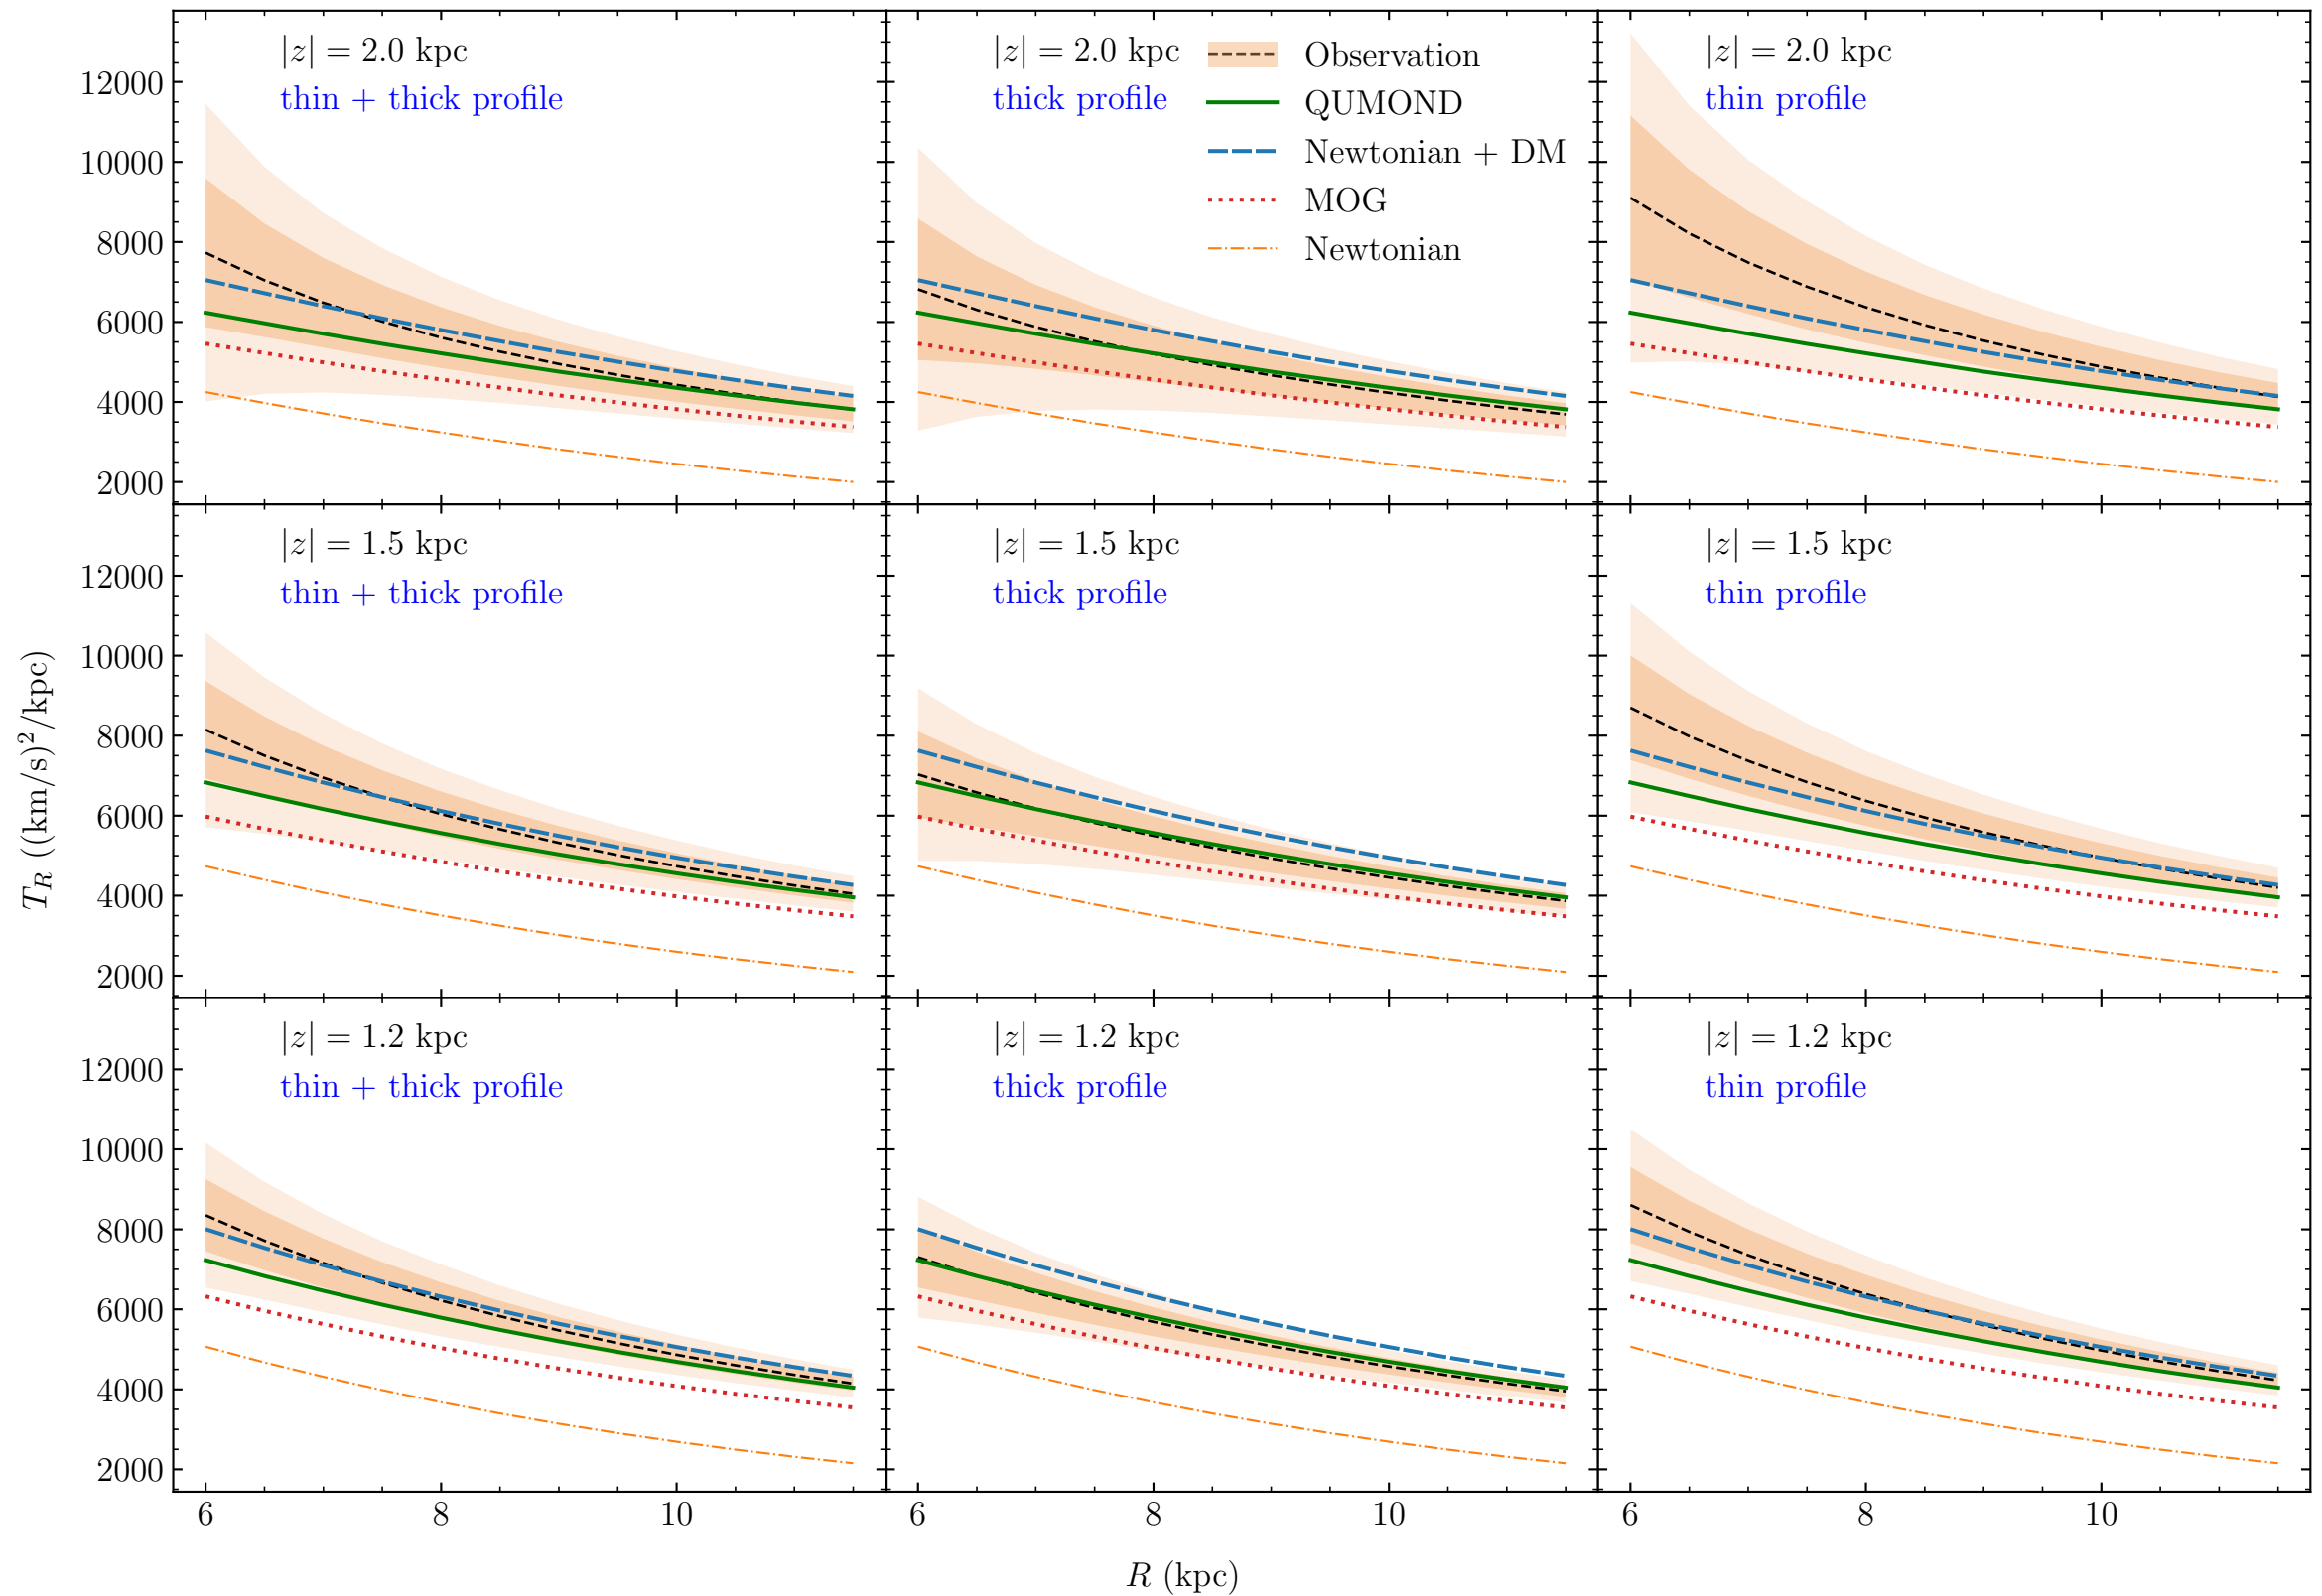 |z| = 2.0 kpc
thin + thick profile
|z| = 2.0 kpc
thick profile
Observation
QUMOND
Newtonian + DM
MOG
Newtonian
|z| = 2.0 kpc
thin profile
12000
10000
8000
6000
4000
2000
|z| = 1.5 kpc
thin + thick profile
|z| = 1.5 kpc
thick profile
|z| = 1.5 kpc
thin profile
12000
10000
8000
6000
4000
2000
T_R ((km/s)²/kpc)
|z| = 1.2 kpc
thin + thick profile
|z| = 1.2 kpc
thick profile
|z| = 1.2 kpc
thin profile
12000
10000
8000
6000
4000
2000
6 8 10 6 8 10 6 8 10
R (kpc)